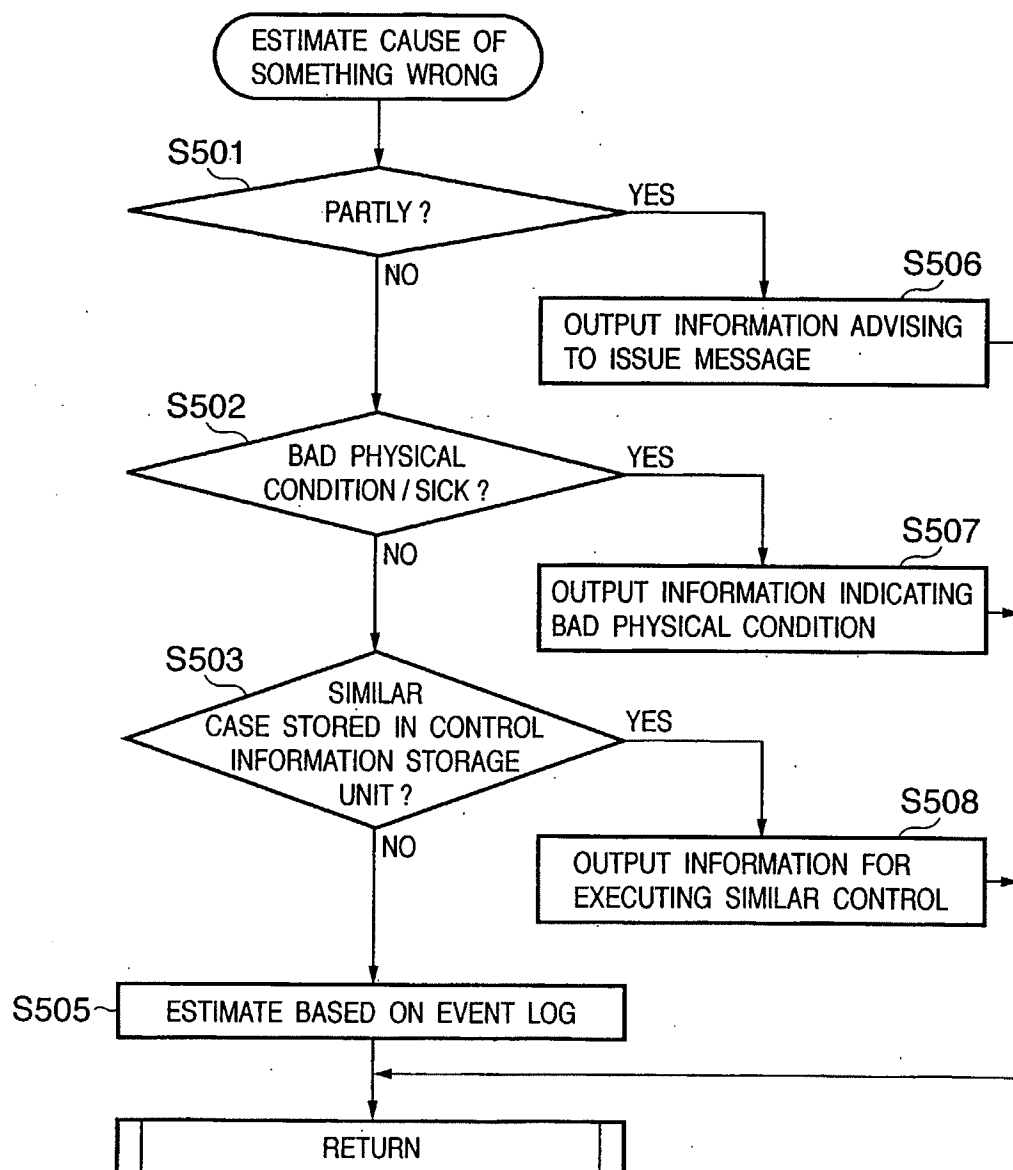 ESTIMATE CAUSE OF
SOMETHING WRONG
S501
PARTLY ?
YES
NO
S506
OUTPUT INFORMATION ADVISING
TO ISSUE MESSAGE
S502
BAD PHYSICAL
CONDITION / SICK ?
YES
NO
S507
OUTPUT INFORMATION INDICATING
BAD PHYSICAL CONDITION
S503
SIMILAR
CASE STORED IN CONTROL
INFORMATION STORAGE
UNIT ?
YES
NO
S508
OUTPUT INFORMATION FOR
EXECUTING SIMILAR CONTROL
S505
ESTIMATE BASED ON EVENT LOG
RETURN